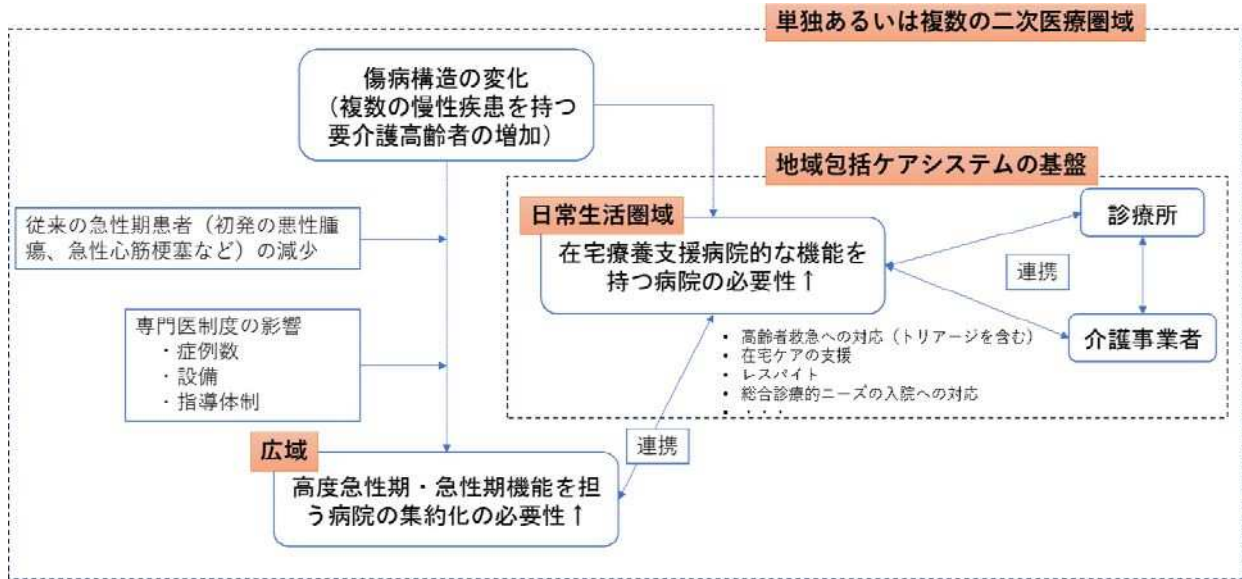 単独あるいは複数の二次医療圏域
傷病構造の変化
（複数の慢性疾患を持つ
要介護高齢者の増加）
地域包括ケアシステムの基盤
従来の急性期患者（初発の悪性腫
瘍、急性心筋梗塞など）の減少
日常生活圏域
在宅療養支援病院的な機能を
持つ病院の必要性↑
診療所
連携
介護事業者
専門医制度の影響
・症例数
・設備
・指導体制
▪ 高齢者救急への対応（トリアージを含む）
▪ 在宅ケアの支援
▪ レスパイト
▪ 総合診療的ニーズの入院への対応
▪ ・・・
連携
広域
高度急性期・急性期機能を担
う病院の集約化の必要性↑